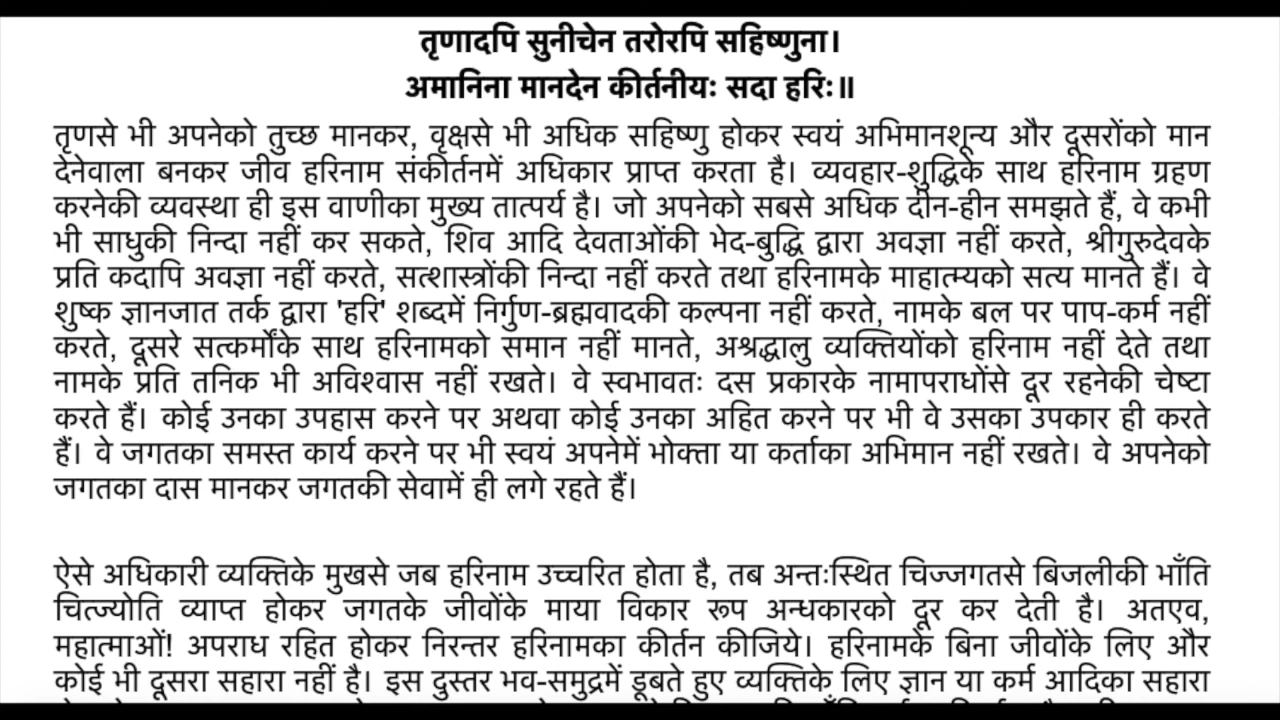 तृणादपि सुनीचेन तरोरपि सहिष्णुना।
अमानिना मानदेन कीर्तनीयः सदा हरिः॥
तृणसे भी अपनेको तुच्छ मानकर, वृक्षसे भी अधिक सहिष्णु होकर स्वयं अभिमानशून्य और दूसरोंको मान
देनेवाला बनकर जीव हरिनाम संकीर्तनमें अधिकार प्राप्त करता है। व्यवहार-शुद्धिके साथ हरिनाम ग्रहण
करनेकी व्यवस्था ही इस वाणीका मुख्य तात्पर्य है। जो अपनेको सबसे अधिक दीन-हीन समझते हैं, वे कभी
भी साधुकी निन्दा नहीं कर सकते, शिव आदि देवताओंकी भेद-बुद्धि द्वारा अवज्ञा नहीं करते, श्रीगुरुदेवके
प्रति कदापि अवज्ञा नहीं करते, सत्शास्त्रोंकी निन्दा नहीं करते तथा हरिनामके माहात्म्यको सत्य मानते हैं। वे
शुष्क ज्ञानजात तर्क द्वारा 'हरि' शब्दमें निर्गुण-ब्रह्मवादकी कल्पना नहीं करते, नामके बल पर पाप-कर्म नहीं
करते, दूसरे सत्कर्मोंके साथ हरिनामको समान नहीं मानते, अश्रद्धालु व्यक्तियोंको हरिनाम नहीं देते तथा
नामके प्रति तनिक भी अविश्वास नहीं रखते। वे स्वभावतः दस प्रकारके नामापराधोंसे दूर रहनेकी चेष्टा
करते हैं। कोई उनका उपहास करने पर अथवा कोई उनका अहित करने पर भी वे उसका उपकार ही करते
हैं। वे जगतका समस्त कार्य करने पर भी स्वयं अपनेमें भोक्ता या कर्ताका अभिमान नहीं रखते। वे अपनेको
जगतका दास मानकर जगतकी सेवामें ही लगे रहते हैं।
ऐसे अधिकारी व्यक्तिके मुखसे जब हरिनाम उच्चरित होता है, तब अन्तःस्थित चिज्जगतसे बिजलीकी भाँति
चित्ज्योति व्याप्त होकर जगतके जीवोंके माया विकार रूप अन्धकारको दूर कर देती है। अतएव,
महात्माओं! अपराध रहित होकर निरन्तर हरिनामका कीर्तन कीजिये। हरिनामके बिना जीवोंके लिए और
कोई भी दूसरा सहारा नहीं है। इस दुस्तर भव-समुद्रमें डूबते हुए व्यक्तिके लिए ज्ञान या कर्म आदिका सहारा